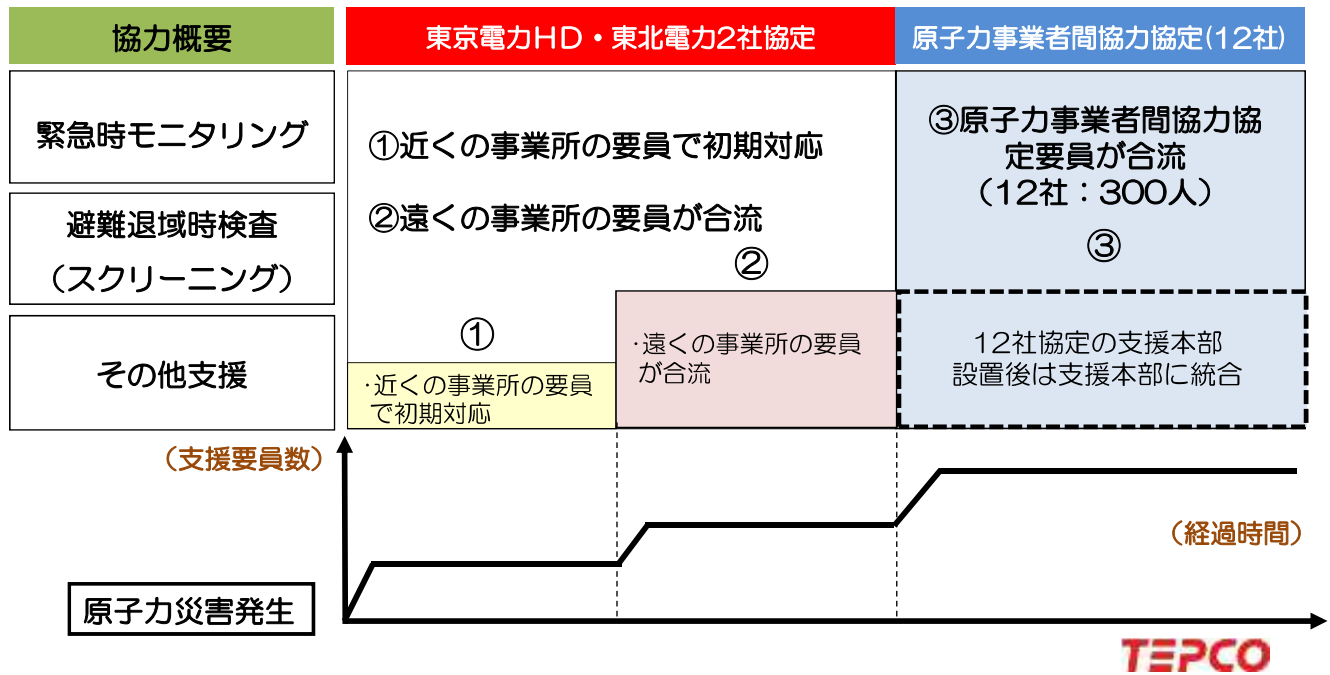 協力概要
東京電力HD・東北電力2社協定
原子力事業者間協力協定(12社)
緊急時モニタリング
避難退域時検査
（スクリーニング）
その他支援
①近くの事業所の要員で初期対応
②遠くの事業所の要員が合流
③原子力事業者間協力協
定要員が合流
（12社：300人）
①
②
③
・近くの事業所の要員
で初期対応
・遠くの事業所の要員
が合流
12社協定の支援本部
設置後は支援本部に統合
（支援要員数）
（経過時間）
原子力災害発生
TEPCO